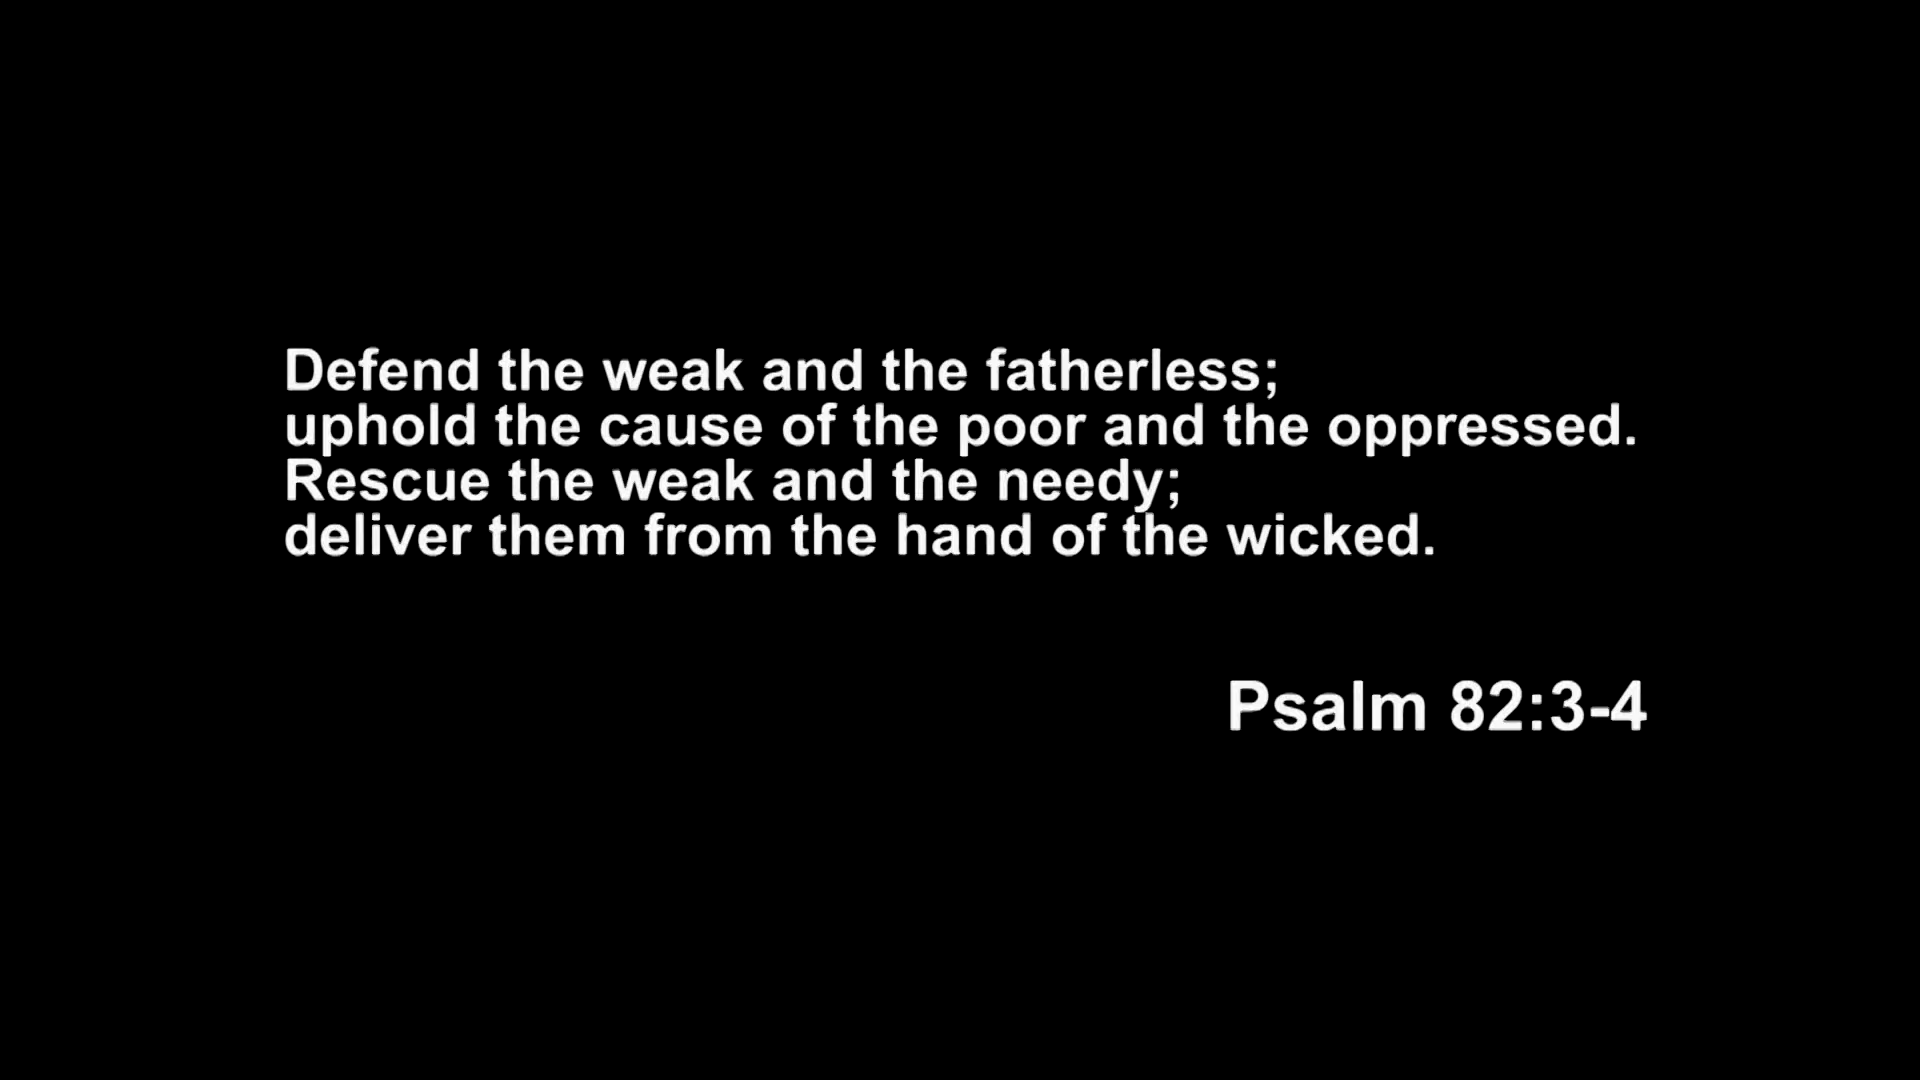 Defend the weak and the fatherless;
uphold the cause of the poor and the oppressed.
Rescue the weak and the needy;
deliver them from the hand of the wicked.
Psalm 82:3-4